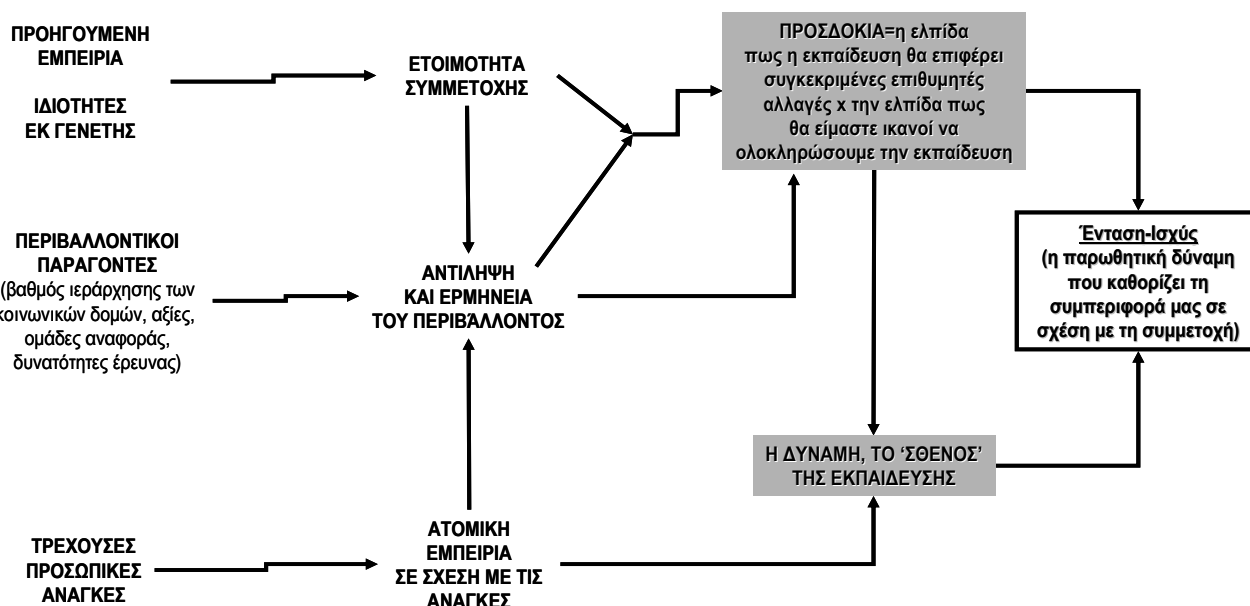 ΠΡΟΗΓΟΥΜΕΝΗ
ΕΜΠΕΙΡΙΑ
ΙΔΙΟΤΗΤΕΣ
ΕΚ ΓΕΝΕΤΗΣ
ΕΤΟΙΜΟΤΗΤΑ
ΣΥΜΜΕΤΟΧΗΣ
ΠΡΟΣΔΟΚΙΑ=η ελπίδα
πως η εκπαίδευση θα επιφέρει
συγκεκριμένες επιθυμητές
αλλαγές x την ελπίδα πως
θα είμαστε ικανοί να
ολοκληρώσουμε την εκπαίδευση
ΠΕΡΙΒΑΛΛΟΝΤΙΚΟΙ
ΠΑΡΑΓΟΝΤΕΣ
(βαθμός ιεράρχησης των
κοινωνικών δομών, αξίες,
ομάδες αναφοράς,
δυνατότητες έρευνας)
ΑΝΤΙΛΗΨΗ
ΚΑΙ ΕΡΜΗΝΕΙΑ
ΤΟΥ ΠΕΡΙΒΆΛΛΟΝΤΟΣ
Ένταση-Ισχύς
(η παρωθητική δύναμη
που καθορίζει τη
συμπεριφορά μας σε
σχέση με τη συμμετοχή)
Η ΔΥΝΑΜΗ, ΤΟ ‘ΣΘΕΝΟΣ’
ΤΗΣ ΕΚΠΑΙΔΕΥΣΗΣ
ΤΡΕΧΟΥΣΕΣ
ΠΡΟΣΩΠΙΚΕΣ
ΑΝΑΓΚΕΣ
ΑΤΟΜΙΚΗ
ΕΜΠΕΙΡΙΑ
ΣΕ ΣΧΕΣΗ ΜΕ ΤΙΣ
ΑΝΑΓΚΕΣ